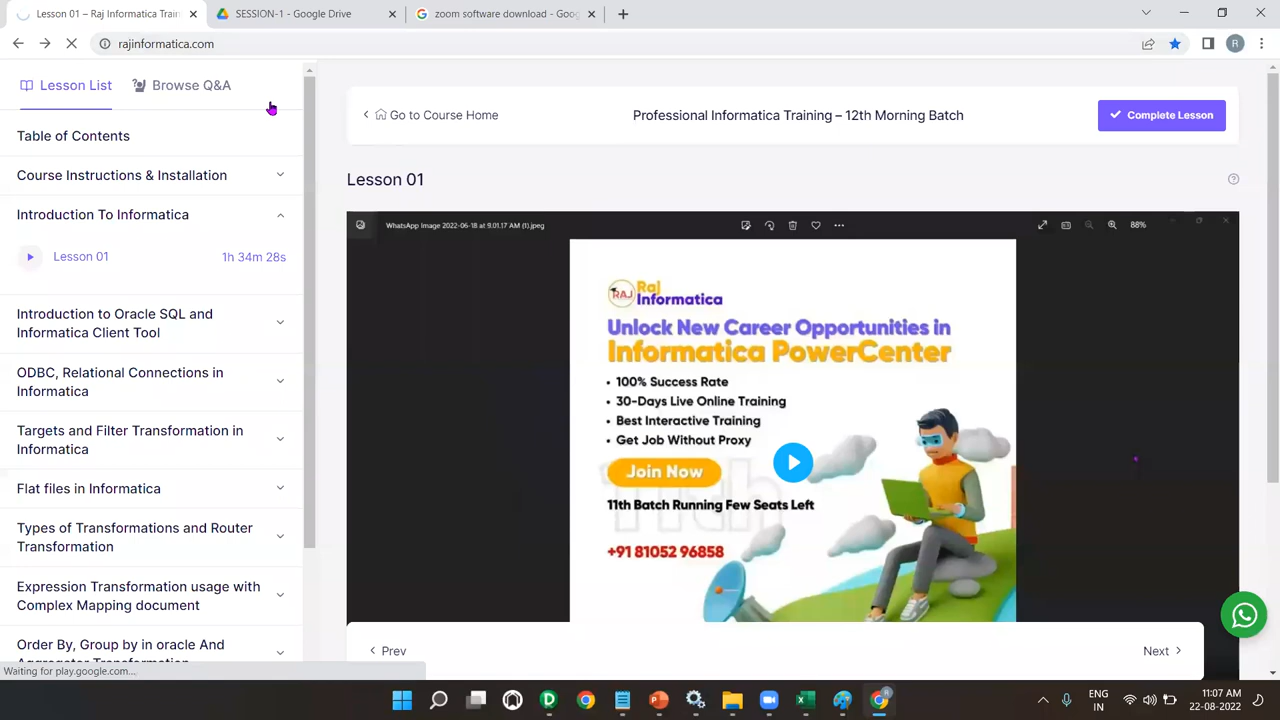 Lesson 01 – Raj Informatica Train
SESSION-1 - Google Drive
zoom software download - Goog
rajinformatica.com
R
Lesson List
Browse Q&A
Table of Contents
Course Instructions & Installation
Introduction To Informatica
Lesson 01
1h 34m 28s
Introduction to Oracle SQL and
Informatica Client Tool
ODBC, Relational Connections in
Informatica
Targets and Filter Transformation in
Informatica
Flat files in Informatica
Types of Transformations and Router
Transformation
Expression Transformation usage with
Complex Mapping document
Order By, Group by in oracle And
Aggregator Transformation
Waiting for play.google.com...
Go to Course Home
Professional Informatica Training – 12th Morning Batch
Complete Lesson
Lesson 01
WhatsApp Image 2022-06-18 at 9.01.17 AM (1).jpeg
88%
RAJ
Raj
Informatica
Unlock New Career Opportunities in
Informatica PowerCenter
• 100% Success Rate
• 30-Days Live Online Training
• Best Interactive Training
• Get Job Without Proxy
Join Now
11th
11th Batch Running Few Seats Left
+91 81052 96858
Prev
Next
ENG
IN
11:07 AM
22-08-2022